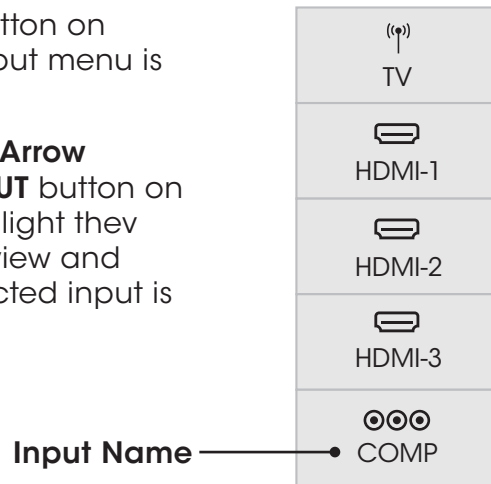 tton on
out menu is
Arrow
UT button on
light thev
view and
cted input is
Input Name
TV
HDMI-1
HDMI-2
HDMI-3
COMP